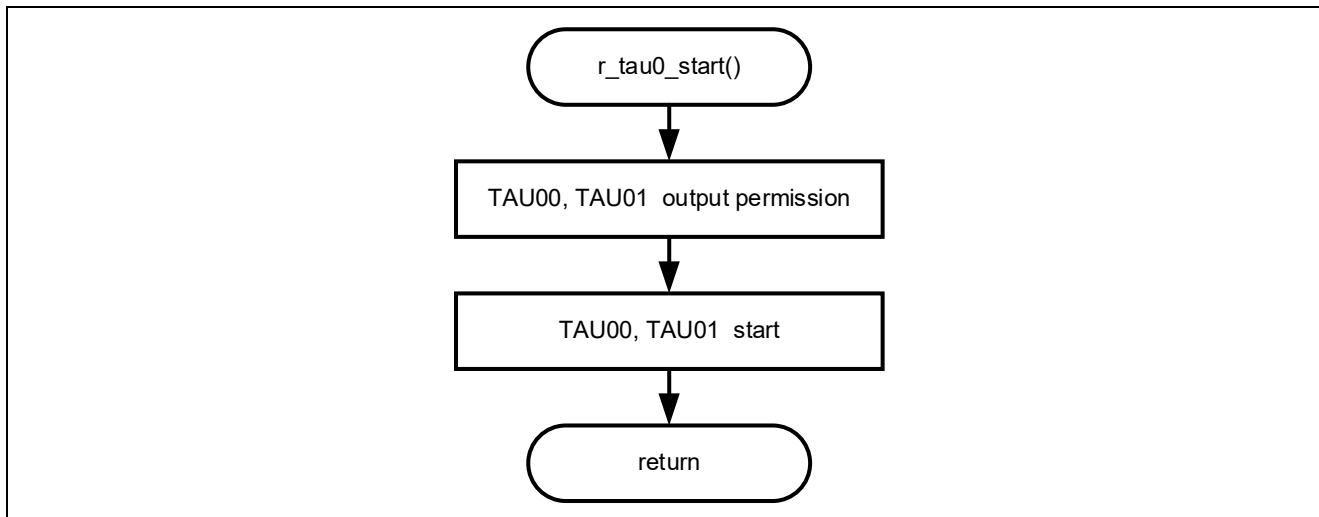 r_tau0_start()
TAU00, TAU01  output permission
TAU00, TAU01  start
return